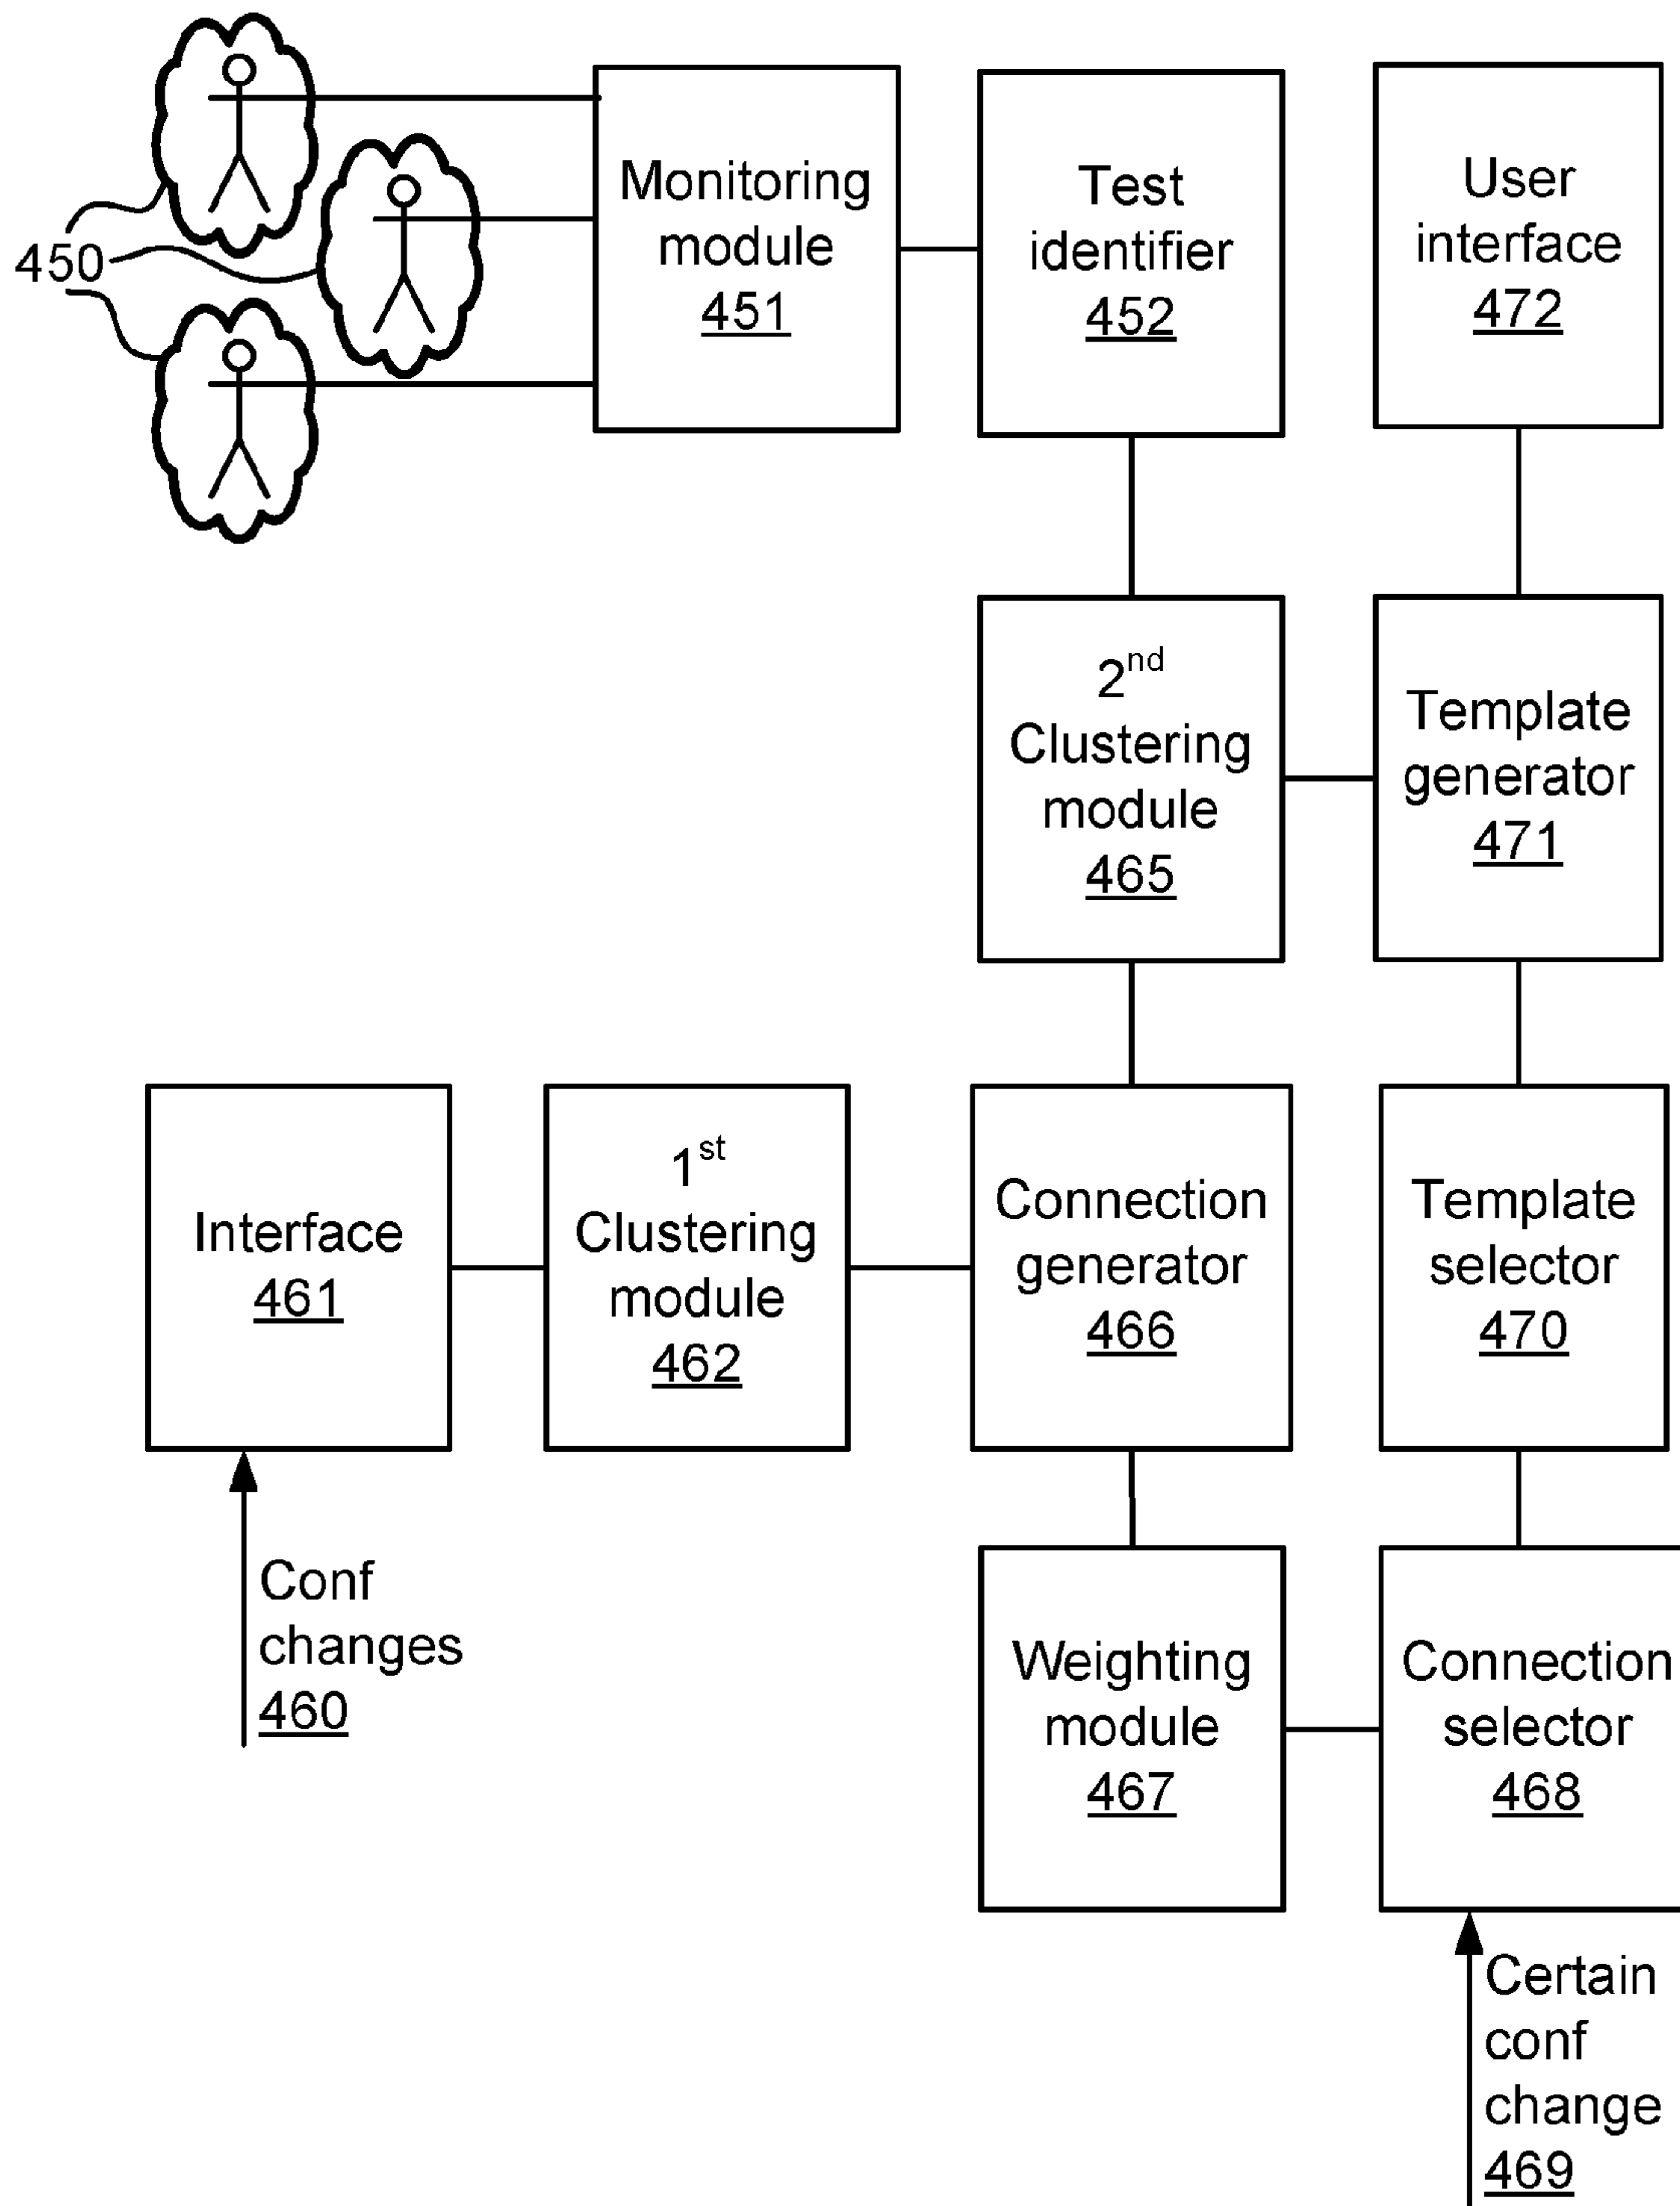 450
Monitoring
module
451
Test
identifier
452
User
interface
472
2nd
Clustering
module
465
Template
generator
471
Interface
461
1st
Clustering
module
462
Connection
generator
466
Template
selector
470
Conf
changes
460
Weighting
module
467
Connection
selector
468
Certain
conf
change
469